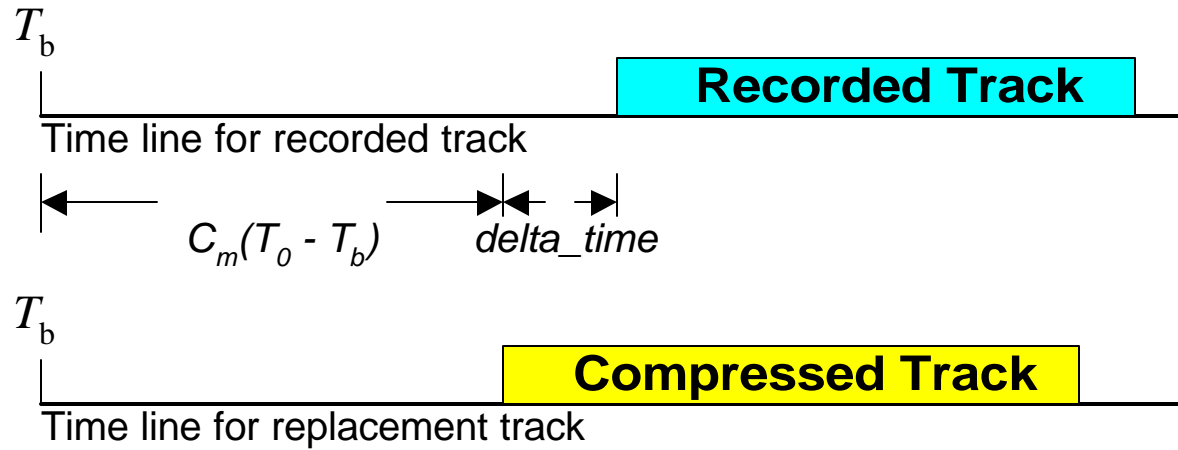 T_b
Recorded Track
Time line for recorded track
C_m(T_0 - T_b) delta_time
T_b
Compressed Track
Time line for replacement track